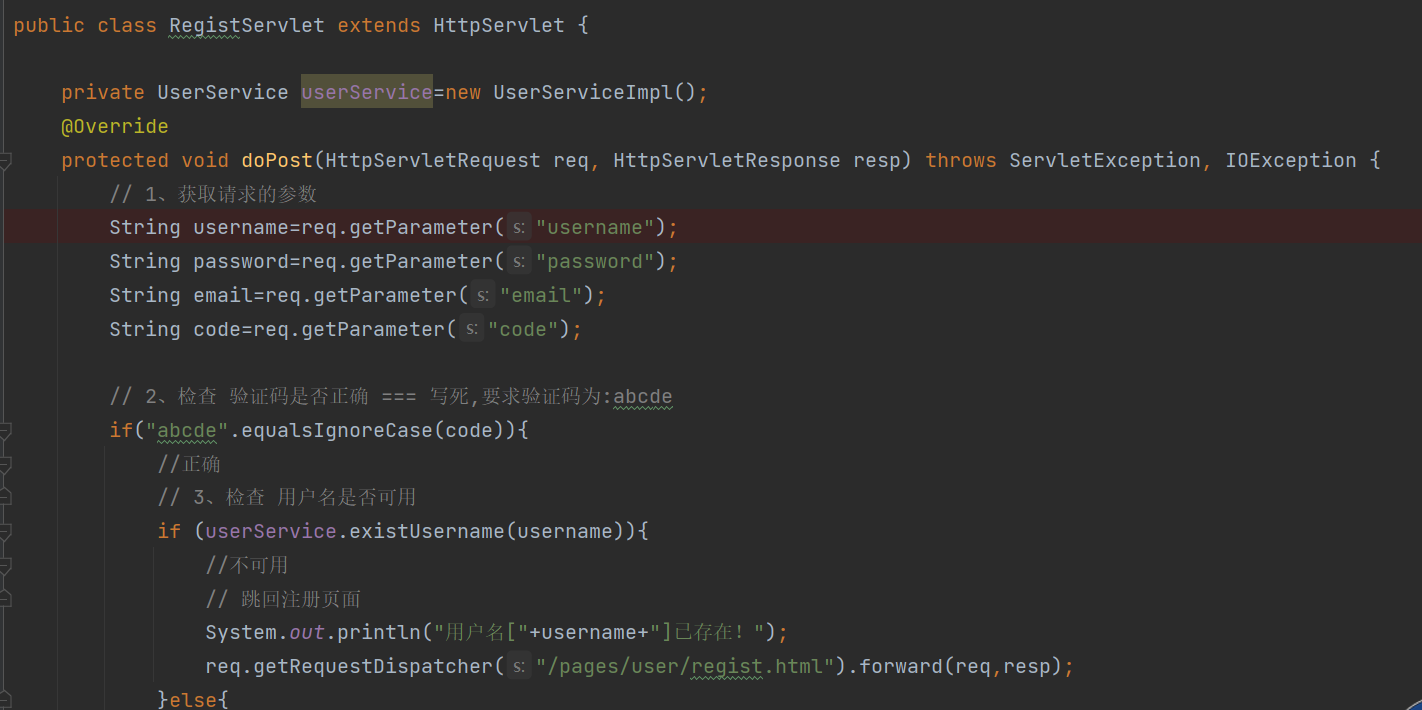 public class RegistServlet extends HttpServlet {
private UserService userService=new UserServiceImpl();
@Override
protected void doPost(HttpServletRequest req, HttpServletResponse resp) throws ServletException, IOException {
// 1、获取请求的参数
String username=req.getParameter( s: "username");
String password=req.getParameter( s: "password");
String email=req.getParameter( s: "email");
String code=req.getParameter( s: "code");
// 2、检查 验证码是否正确 === 写死,要求验证码为:abcde
if("abcde".equalsIgnoreCase(code)){
//正确
// 3、检查 用户名是否可用
if (userService.existUsername(username)){
//不可用
// 跳回注册页面
System.out.println("用户名["+username+"]已存在！");
req.getRequestDispatcher( s: "/pages/user/regist.html").forward(req,resp);
}else{